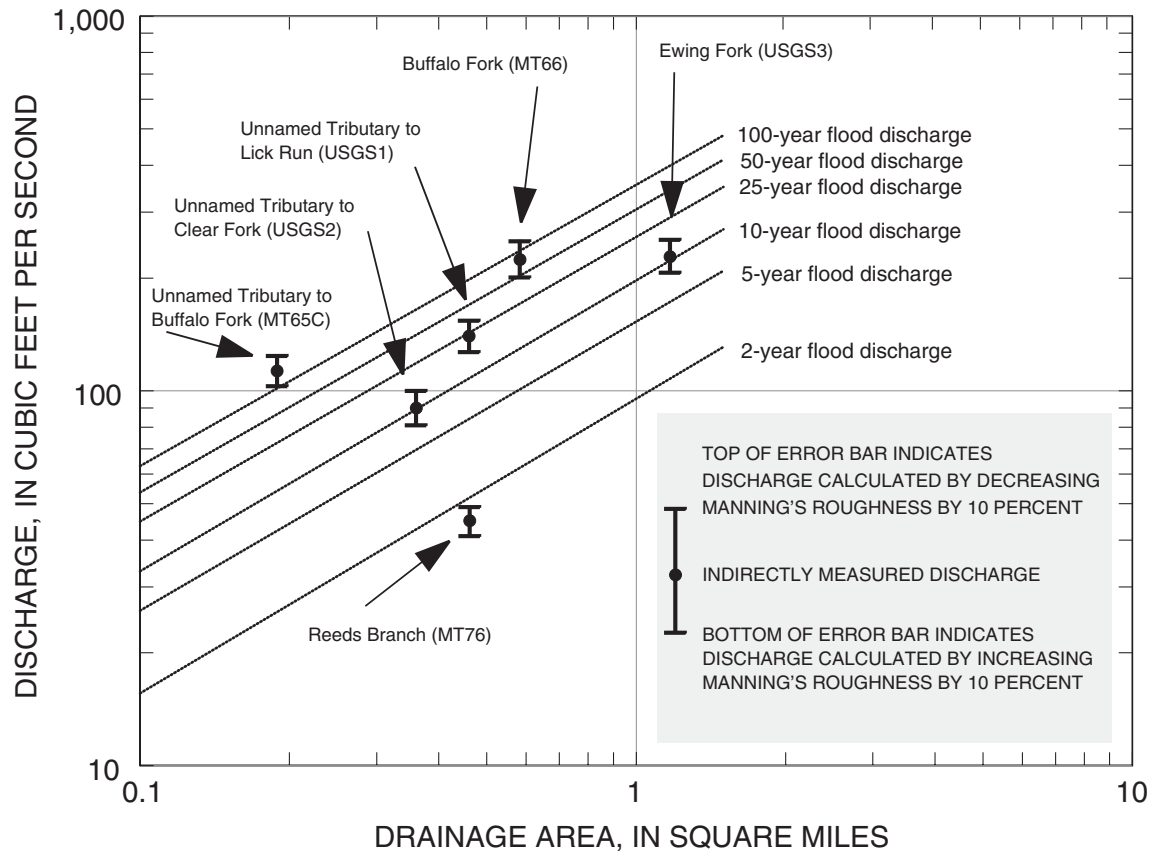 1,000
100
10
0.1
1
10
DISCHARGE, IN CUBIC FEET PER SECOND
DRAINAGE AREA, IN SQUARE MILES
Buffalo Fork (MT66)
Ewing Fork (USGS3)
Unnamed Tributary to
Lick Run (USGS1)
Unnamed Tributary to
Clear Fork (USGS2)
Unnamed Tributary to
Buffalo Fork (MT65C)
Reeds Branch (MT76)
100-year flood discharge
50-year flood discharge
25-year flood discharge
10-year flood discharge
5-year flood discharge
2-year flood discharge
TOP OF ERROR BAR INDICATES
DISCHARGE CALCULATED BY DECREASING
MANNING'S ROUGHNESS BY 10 PERCENT
INDIRECTLY MEASURED DISCHARGE
BOTTOM OF ERROR BAR INDICATES
DISCHARGE CALCULATED BY INCREASING
MANNING'S ROUGHNESS BY 10 PERCENT